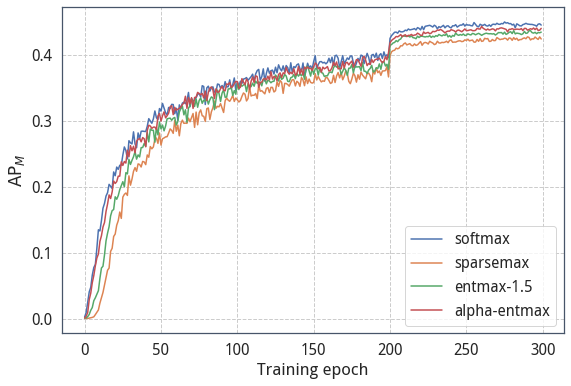 AP_M
0.4
0.3
0.2
0.1
0.0
0 50 100 150 200 250 300
Training epoch
softmax
sparsemax
entmax-1.5
alpha-entmax